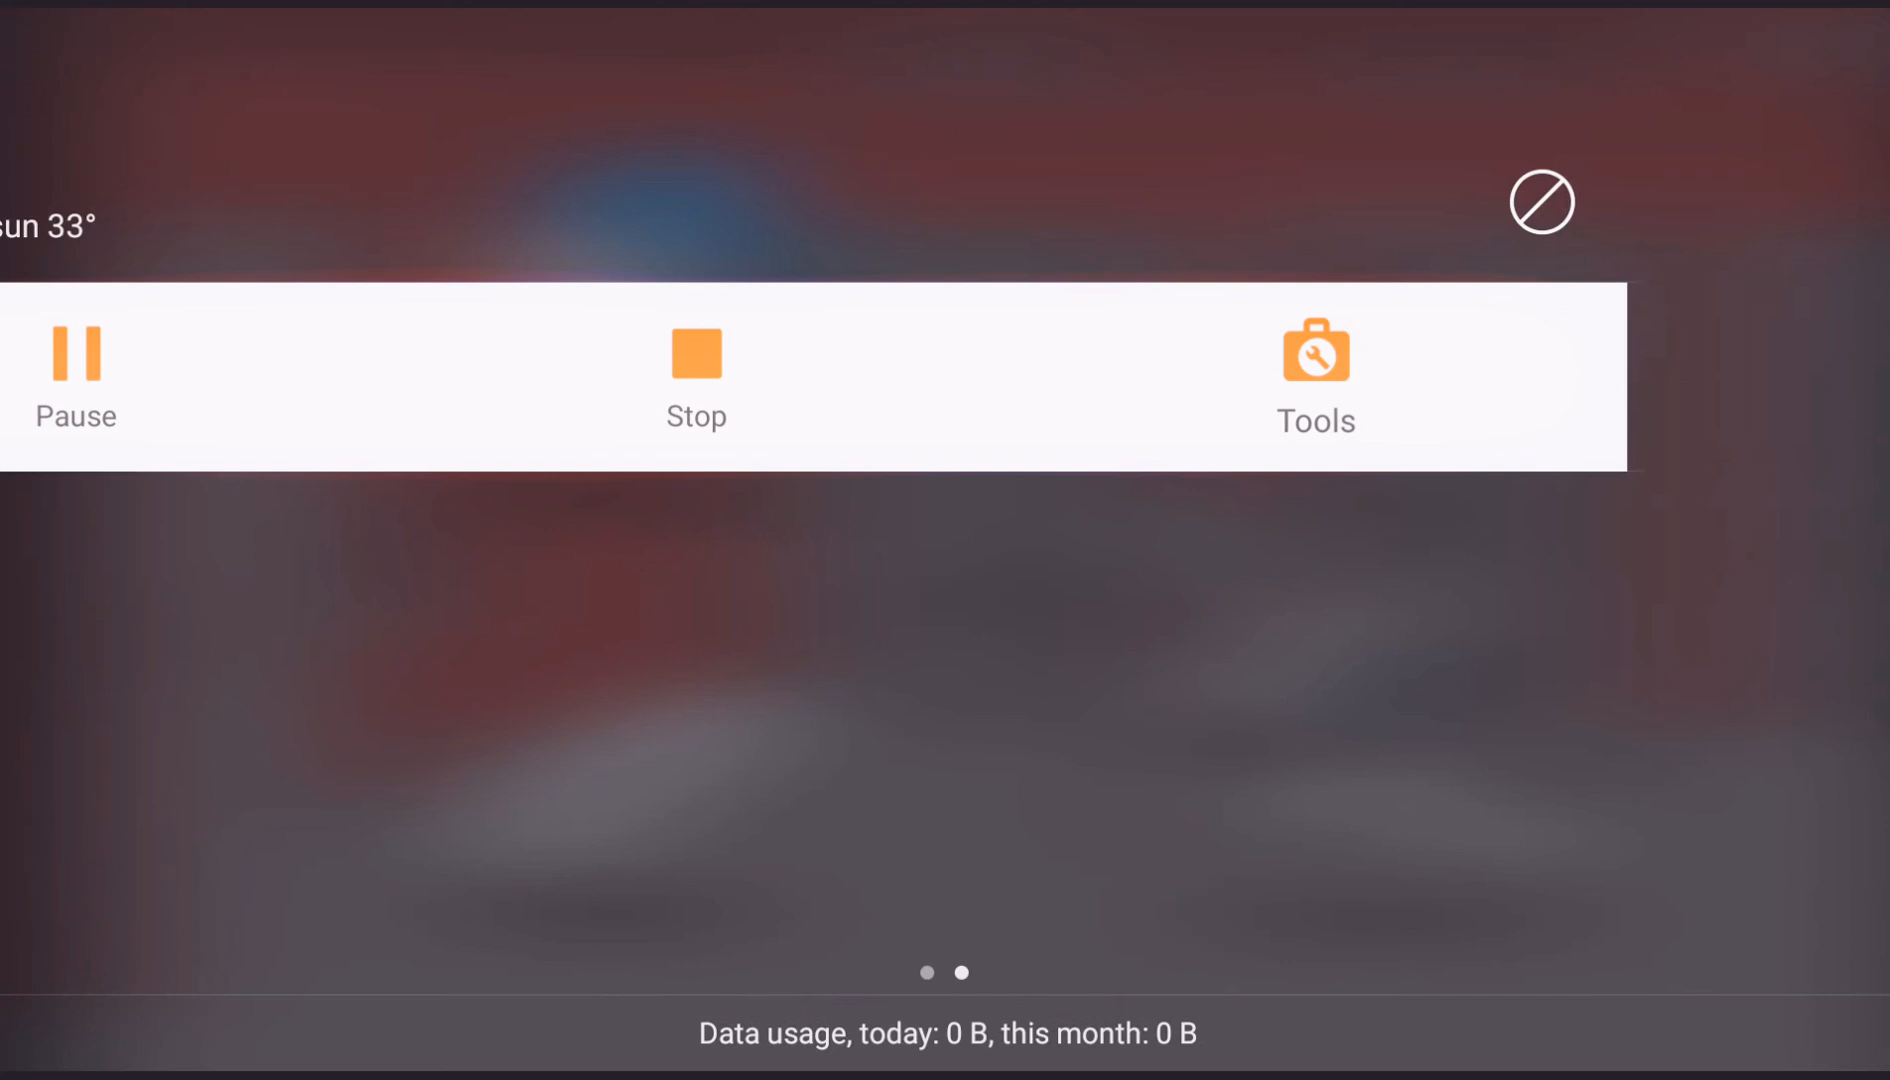 sun 33°
Pause
Stop
Tools
Data usage, today: 0 B, this month: 0 B